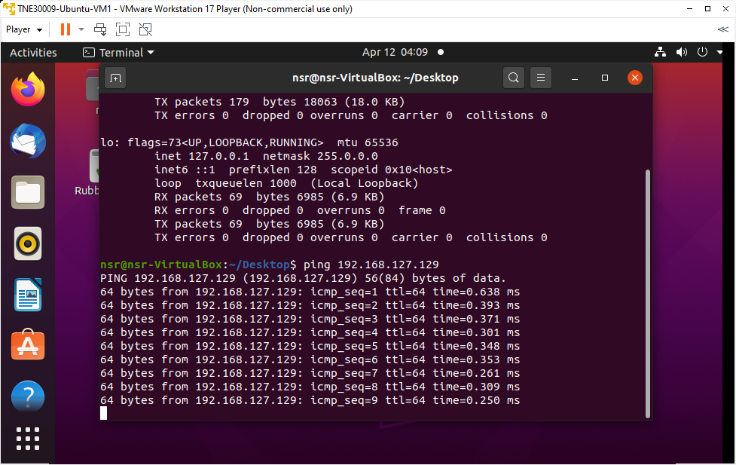 TNE30009-Ubuntu-VM1 - VMware Workstation 17 Player (Non-commercial use only)
Player
Activities Terminal Apr 12 04:09
nsr@nsr-VirtualBox: ~/Desktop
TX packets 179 bytes 18063 (18.0 KB)
TX errors 0 dropped 0 overruns 0 carrier 0 collisions 0
lo: flags=73<UP,LOOPBACK,RUNNING> mtu 65536
inet 127.0.0.1 netmask 255.0.0.0
inet6 ::1 prefixlen 128 scopeid 0x10<host>
loop txqueuelen 1000 (Local Loopback)
RX packets 69 bytes 6985 (6.9 KB)
RX errors 0 dropped 0 overruns 0 frame 0
TX packets 69 bytes 6985 (6.9 KB)
TX errors 0 dropped 0 overruns 0 carrier 0 collisions 0
Rubb
nsr@nsr-VirtualBox:~/Desktop$ ping 192.168.127.129
PING 192.168.127.129 (192.168.127.129) 56(84) bytes of data.
64 bytes from 192.168.127.129: icmp_seq=1 ttl=64 time=0.638 ms
64 bytes from 192.168.127.129: icmp_seq=2 ttl=64 time=0.393 ms
64 bytes from 192.168.127.129: icmp_seq=3 ttl=64 time=0.371 ms
64 bytes from 192.168.127.129: icmp_seq=4 ttl=64 time=0.301 ms
64 bytes from 192.168.127.129: icmp_seq=5 ttl=64 time=0.348 ms
64 bytes from 192.168.127.129: icmp_seq=6 ttl=64 time=0.353 ms
64 bytes from 192.168.127.129: icmp_seq=7 ttl=64 time=0.261 ms
64 bytes from 192.168.127.129: icmp_seq=8 ttl=64 time=0.309 ms
64 bytes from 192.168.127.129: icmp_seq=9 ttl=64 time=0.250 ms